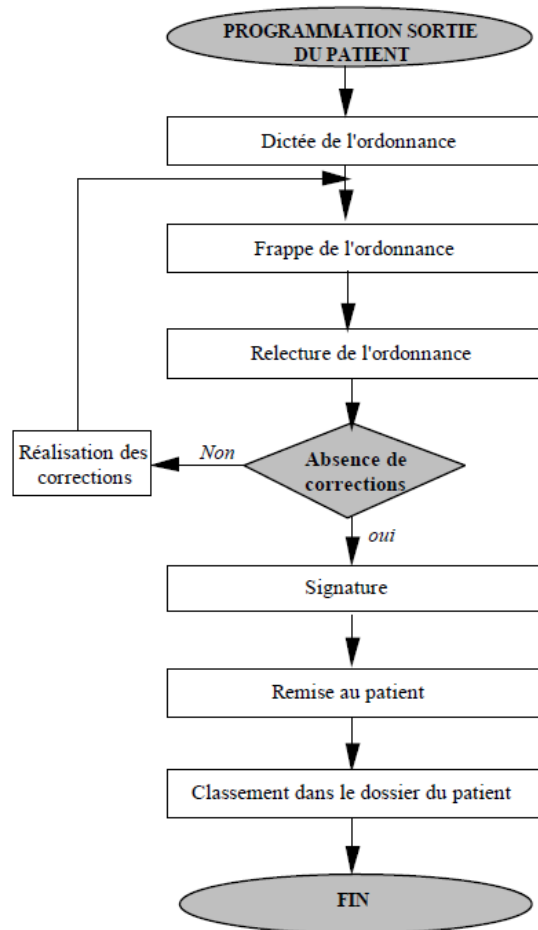 PROGRAMMATION SORTIE
DU PATIENT
Dictée de l'ordonnance
Frappe de l'ordonnance
Relecture de l'ordonnance
Réalisation des
corrections
Non
Absence de
corrections
oui
Signature
Remise au patient
Classement dans le dossier du patient
FIN